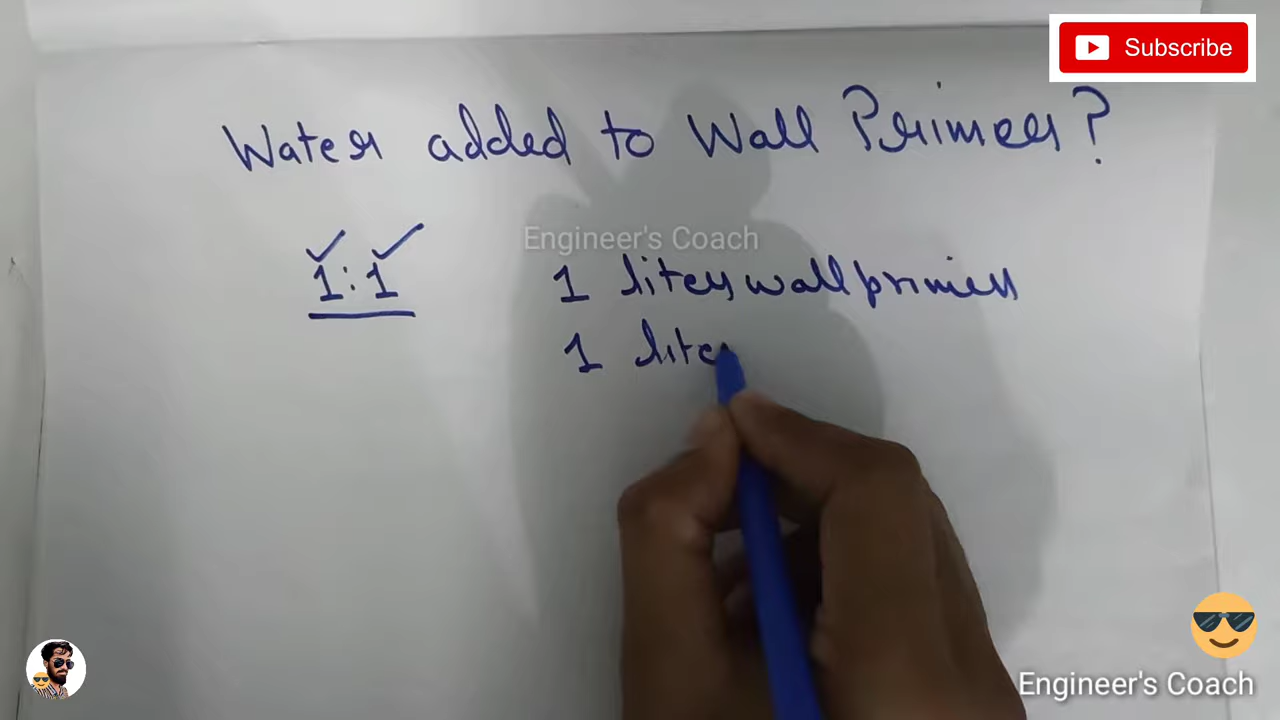 Subscribe
Water added to Wall Primer?
Engineer's Coach
1:1
1 liter wall primer
1 lite
Engineer's Coach